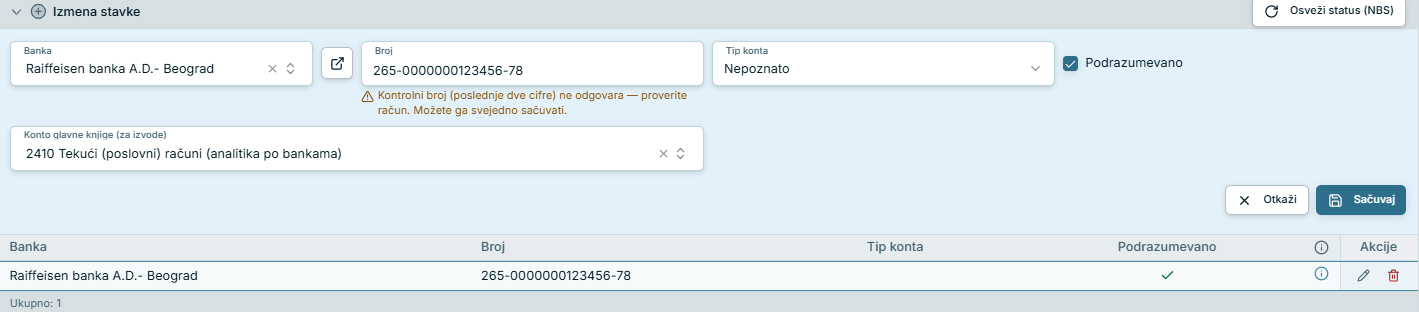 Izmena stavke
Osveži status (NBS)
Banka
Raiffeisen banka A.D.- Beograd
Broj
265-0000000123456-78
Tip konta
Nepoznato
Podrazumevano
Kontrolni broj (poslednje dve cifre) ne odgovara — proverite
račun. Možete ga svejedno sačuvati.
Konto glavne knjige (za izvode)
2410 Tekući (poslovni) računi (analitika po bankama)
Otkaži
Sačuvaj
Banka Broj Tip konta Podrazumevano Akcije
Raiffeisen banka A.D.- Beograd 265-0000000123456-78
Ukupno: 1